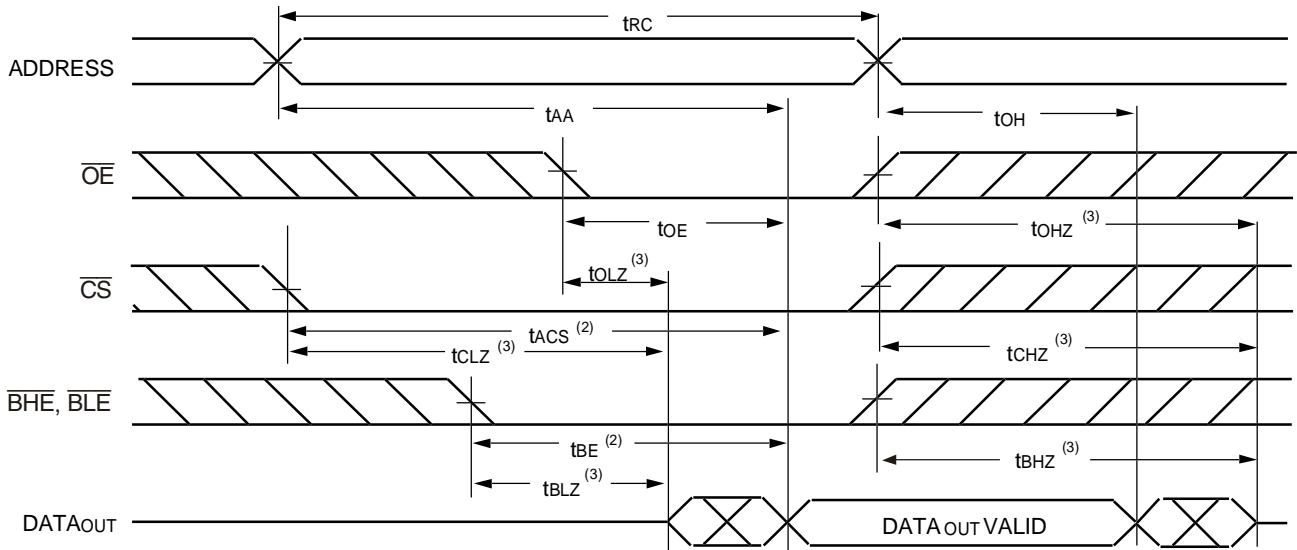 tRC
ADDRESS
tAA
tOH
OE
tOE
tOHZ (3)
tOLZ (3)
CS
tACS (2)
tCLZ (3)
tCHZ (3)
BHE, BLE
tBE (2)
tBHZ (3)
tBLZ (3)
DATAOUT
DATA OUT VALID